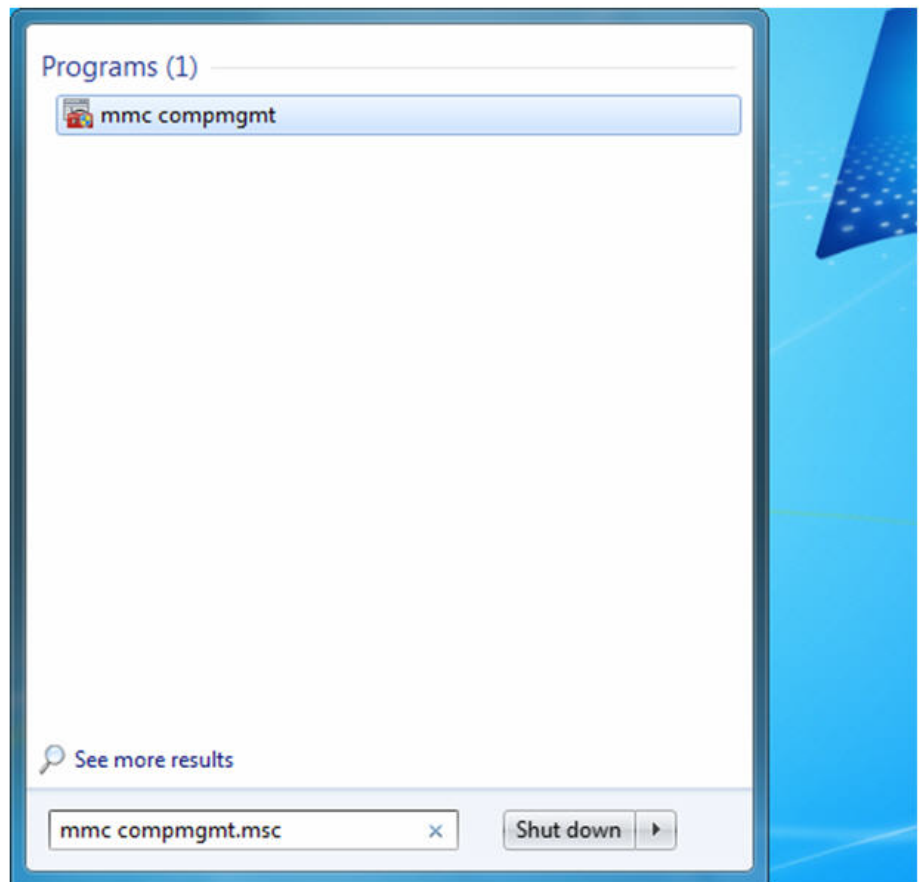 Programs (1)
mmc compmgmt
See more results
mmc compmgmt.msc
Shut down